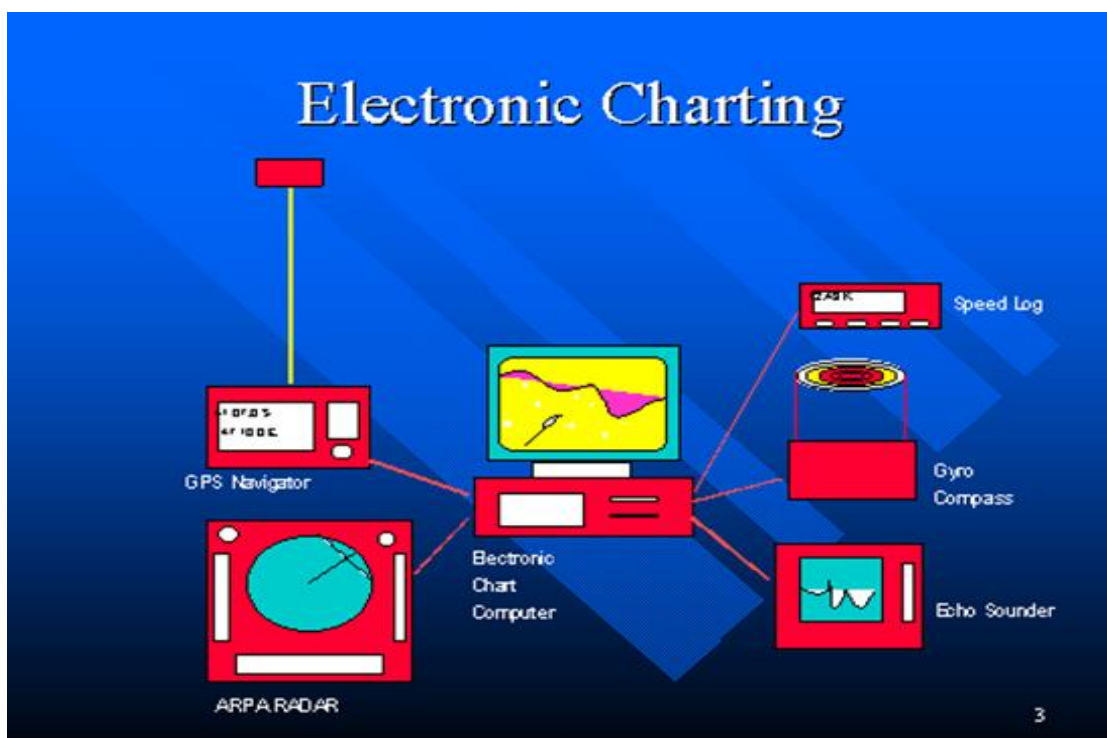 Electronic Charting
Speed Log
GPS Navigator
Gyro
Compass
Electronic
Chart
Computer
Echo Sounder
ARPA RADAR
3